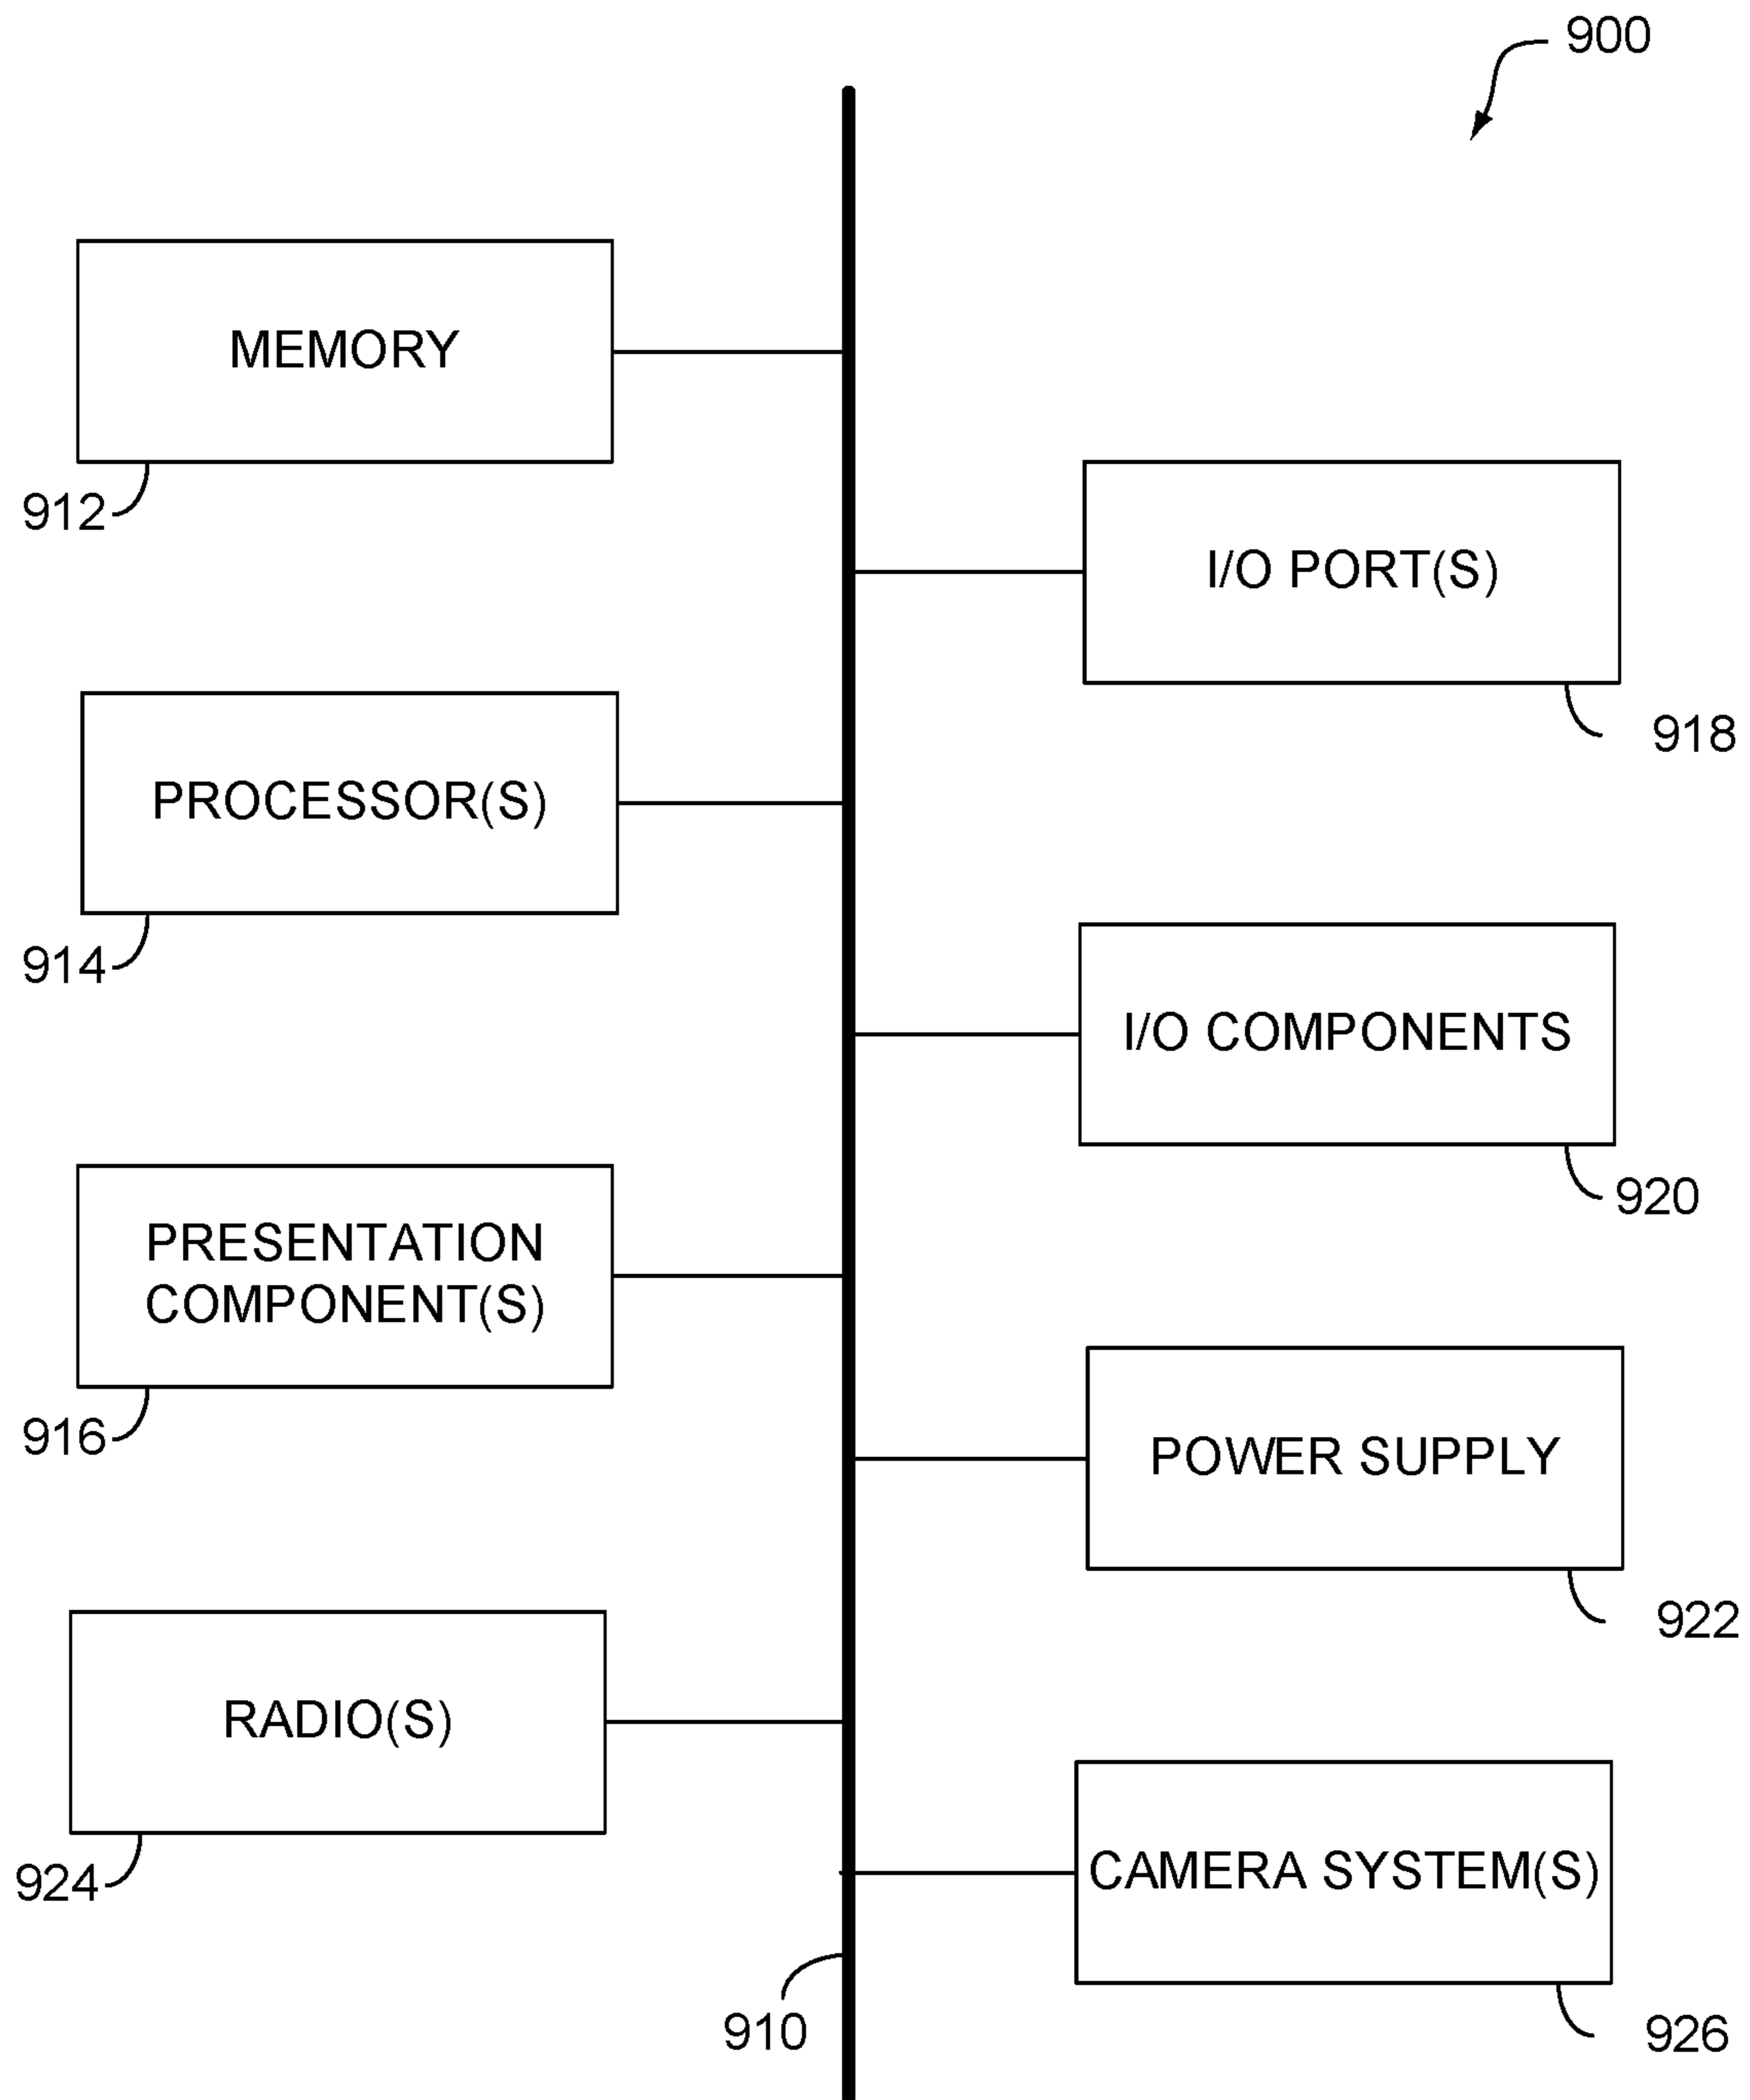 900
MEMORY
912
I/O PORT(S)
918
PROCESSOR(S)
914
I/O COMPONENTS
920
PRESENTATION
COMPONENT(S)
916
POWER SUPPLY
922
RADIO(S)
924
CAMERA SYSTEM(S)
910
926